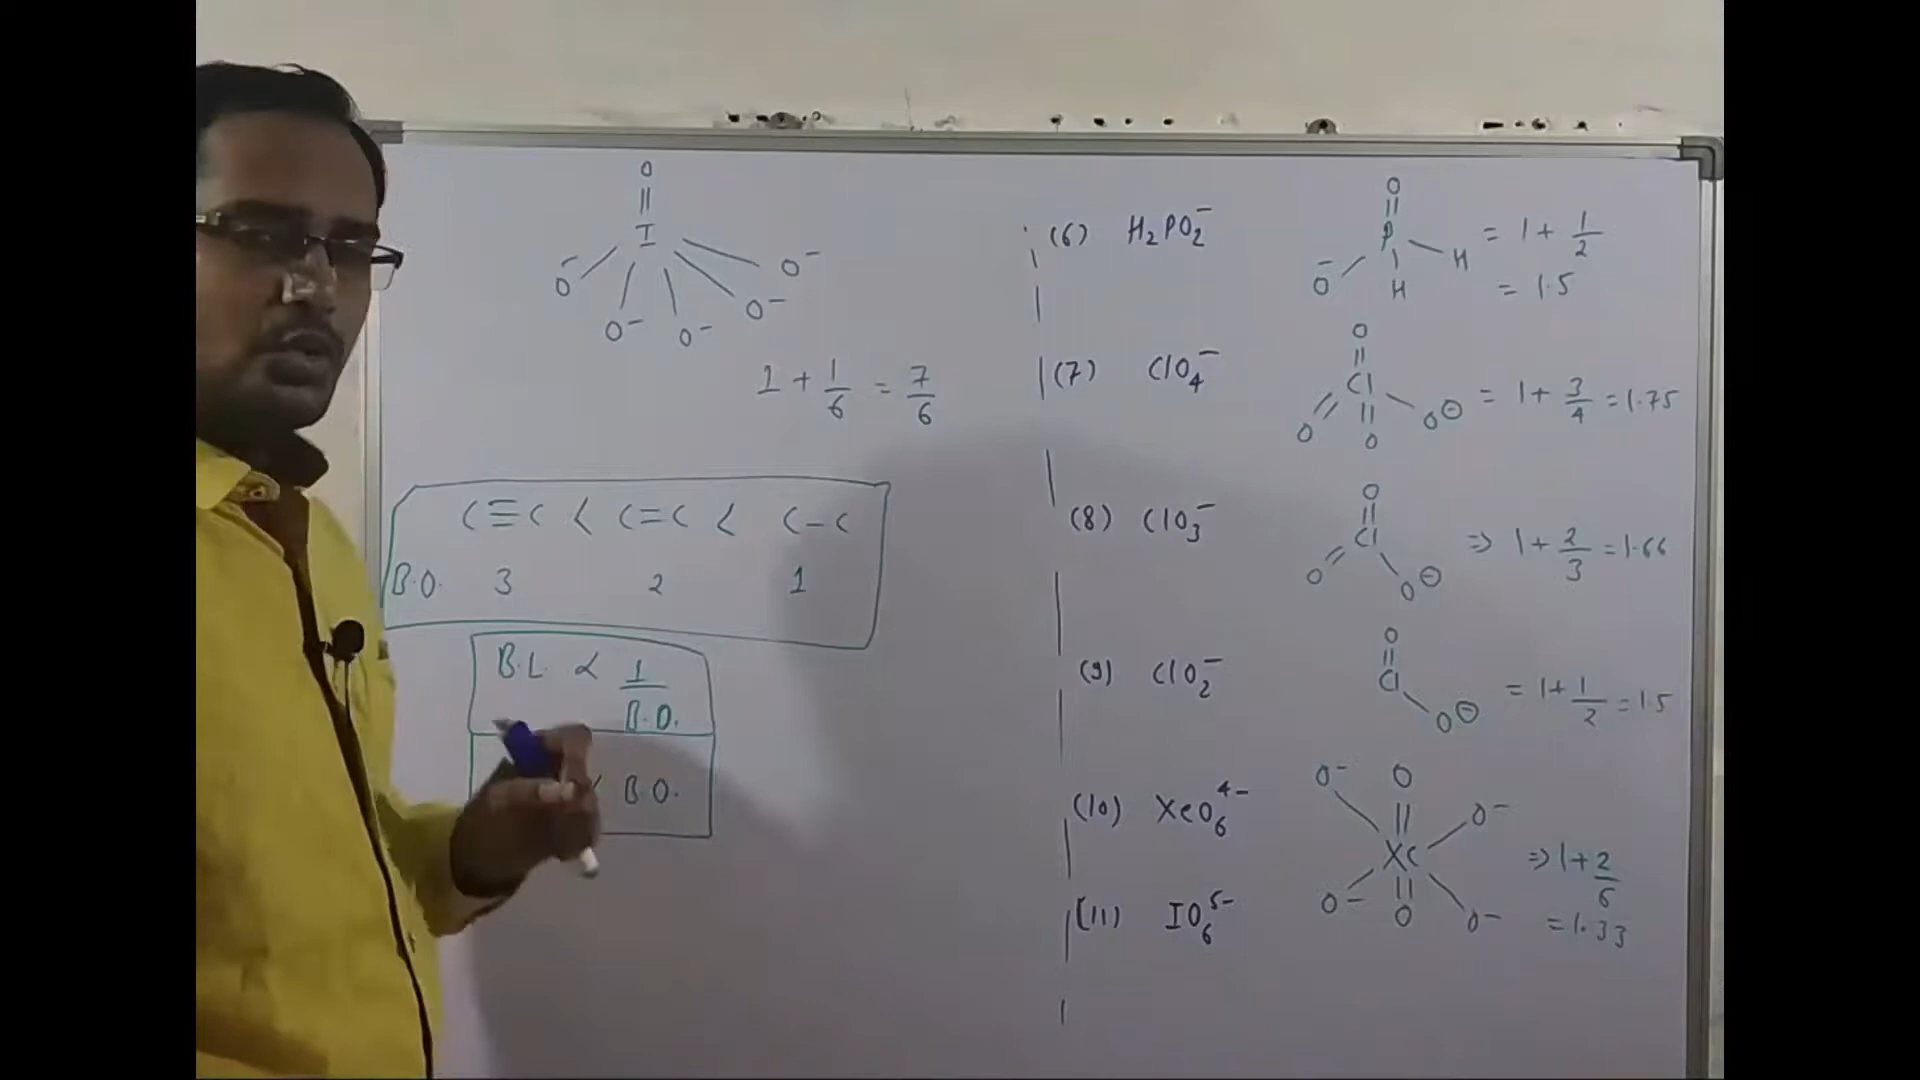 O
||
I
O⁻ O⁻ O⁻ O⁻ O⁻
1 + 1/6 = 7/6
C≡C < C=C < C-C
B.O. 3 2 1
B.L. ∝ 1/B.O.
B.O.
(6) H₂PO₂⁻
O
||
P
O⁻ H H
= 1 + 1/2
= 1.5
(7) ClO₄⁻
O
||
Cl
O O O⊖
= 1 + 3/4 = 1.75
(8) ClO₃⁻
O
||
Cl
O O⊖
⇒ 1 + 2/3 = 1.66
(9) ClO₂⁻
O
||
Cl
O⊖
= 1 + 1/2 = 1.5
(10) XeO₆⁴⁻
O⁻ O O⁻
Xe
O⁻ O O⁻
⇒ 1 + 2/6
= 1.33
(11) IO₆⁵⁻